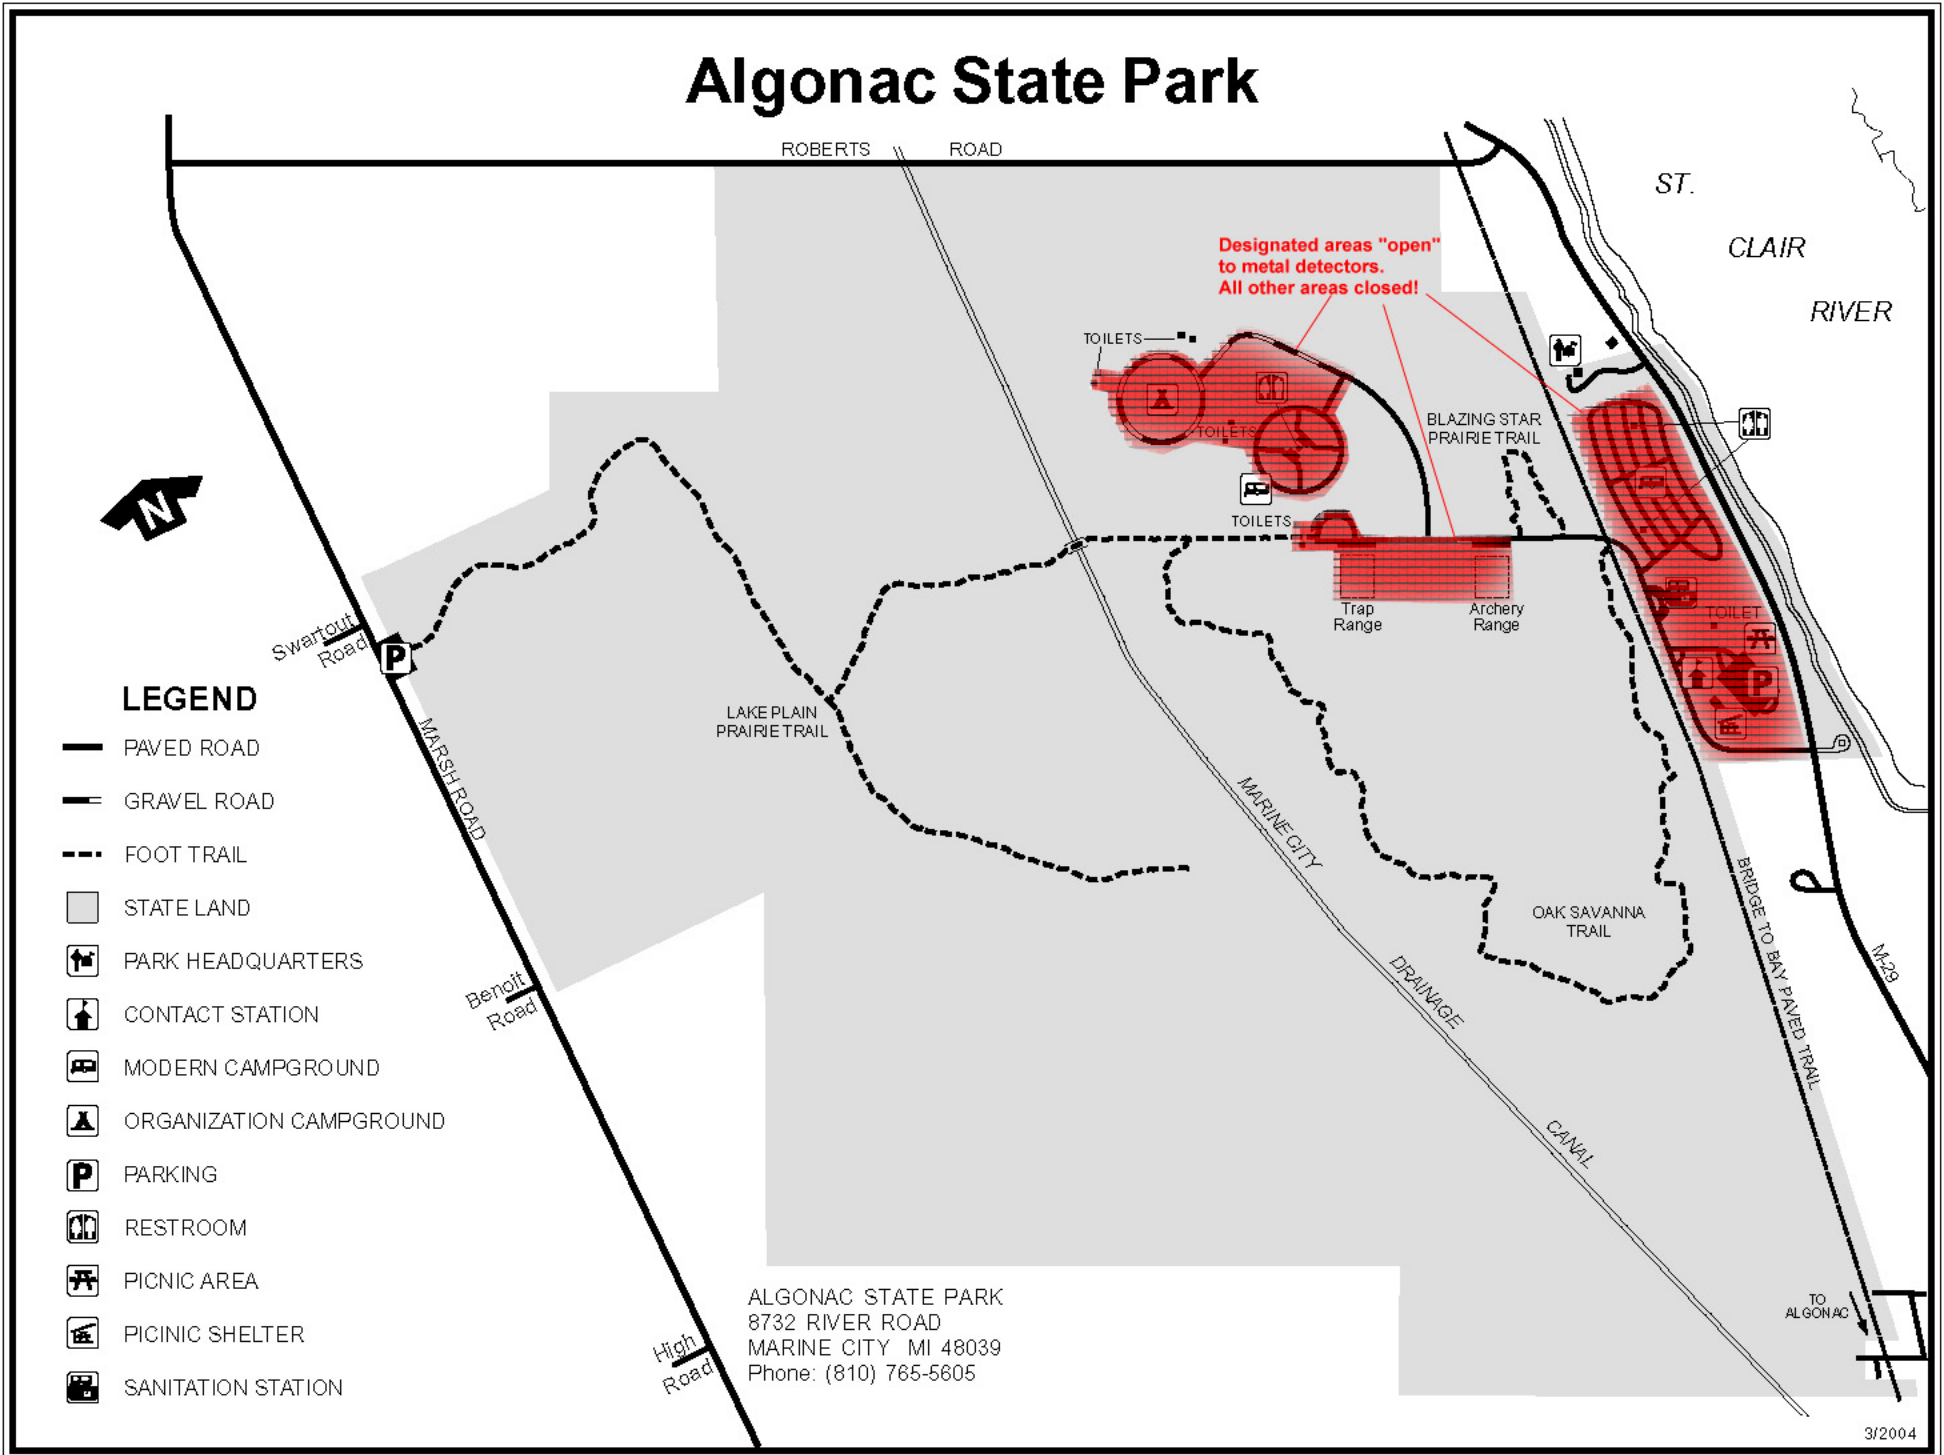 Algonac State Park
ROBERTS ROAD
ST.
CLAIR
RIVER
Designated areas "open"
to metal detectors.
All other areas closed!
TOILETS
TOILETS
BLAZING STAR
PRAIRIE TRAIL
TOILETS
Trap
Range
Archery
Range
TOILET
P
N
Swartout
Road
P
LAKE PLAIN
PRAIRIE TRAIL
MARSH ROAD
MARINE CITY
DRAINAGE
CANAL
OAK SAVANNA
TRAIL
BRIDGE TO BAY PAVED TRAIL
M-29
Benoit
Road
High
Road
TO
ALGONAC
LEGEND
PAVED ROAD
GRAVEL ROAD
FOOT TRAIL
STATE LAND
PARK HEADQUARTERS
CONTACT STATION
MODERN CAMPGROUND
ORGANIZATION CAMPGROUND
P PARKING
RESTROOM
PICNIC AREA
PICINIC SHELTER
SANITATION STATION
ALGONAC STATE PARK
8732 RIVER ROAD
MARINE CITY MI 48039
Phone: (810) 765-5605
3/2004